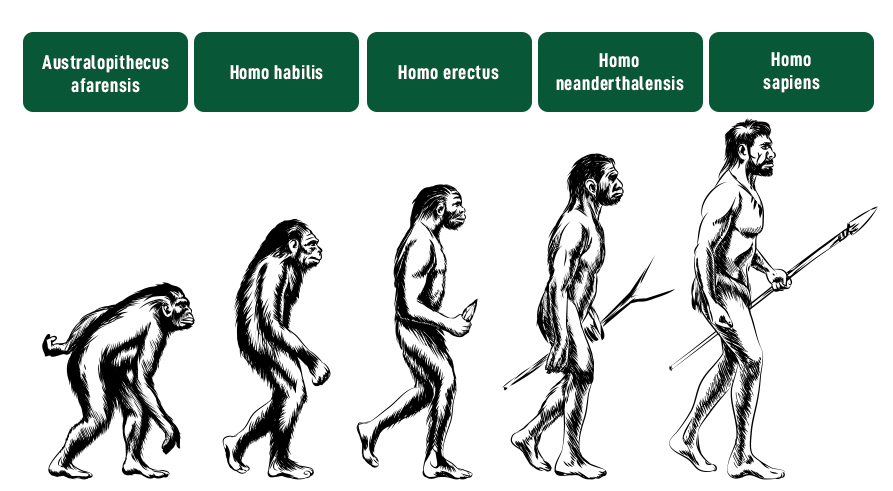 Australopithecus
afarensis
Homo habilis
Homo erectus
Homo
neanderthalensis
Homo
sapiens